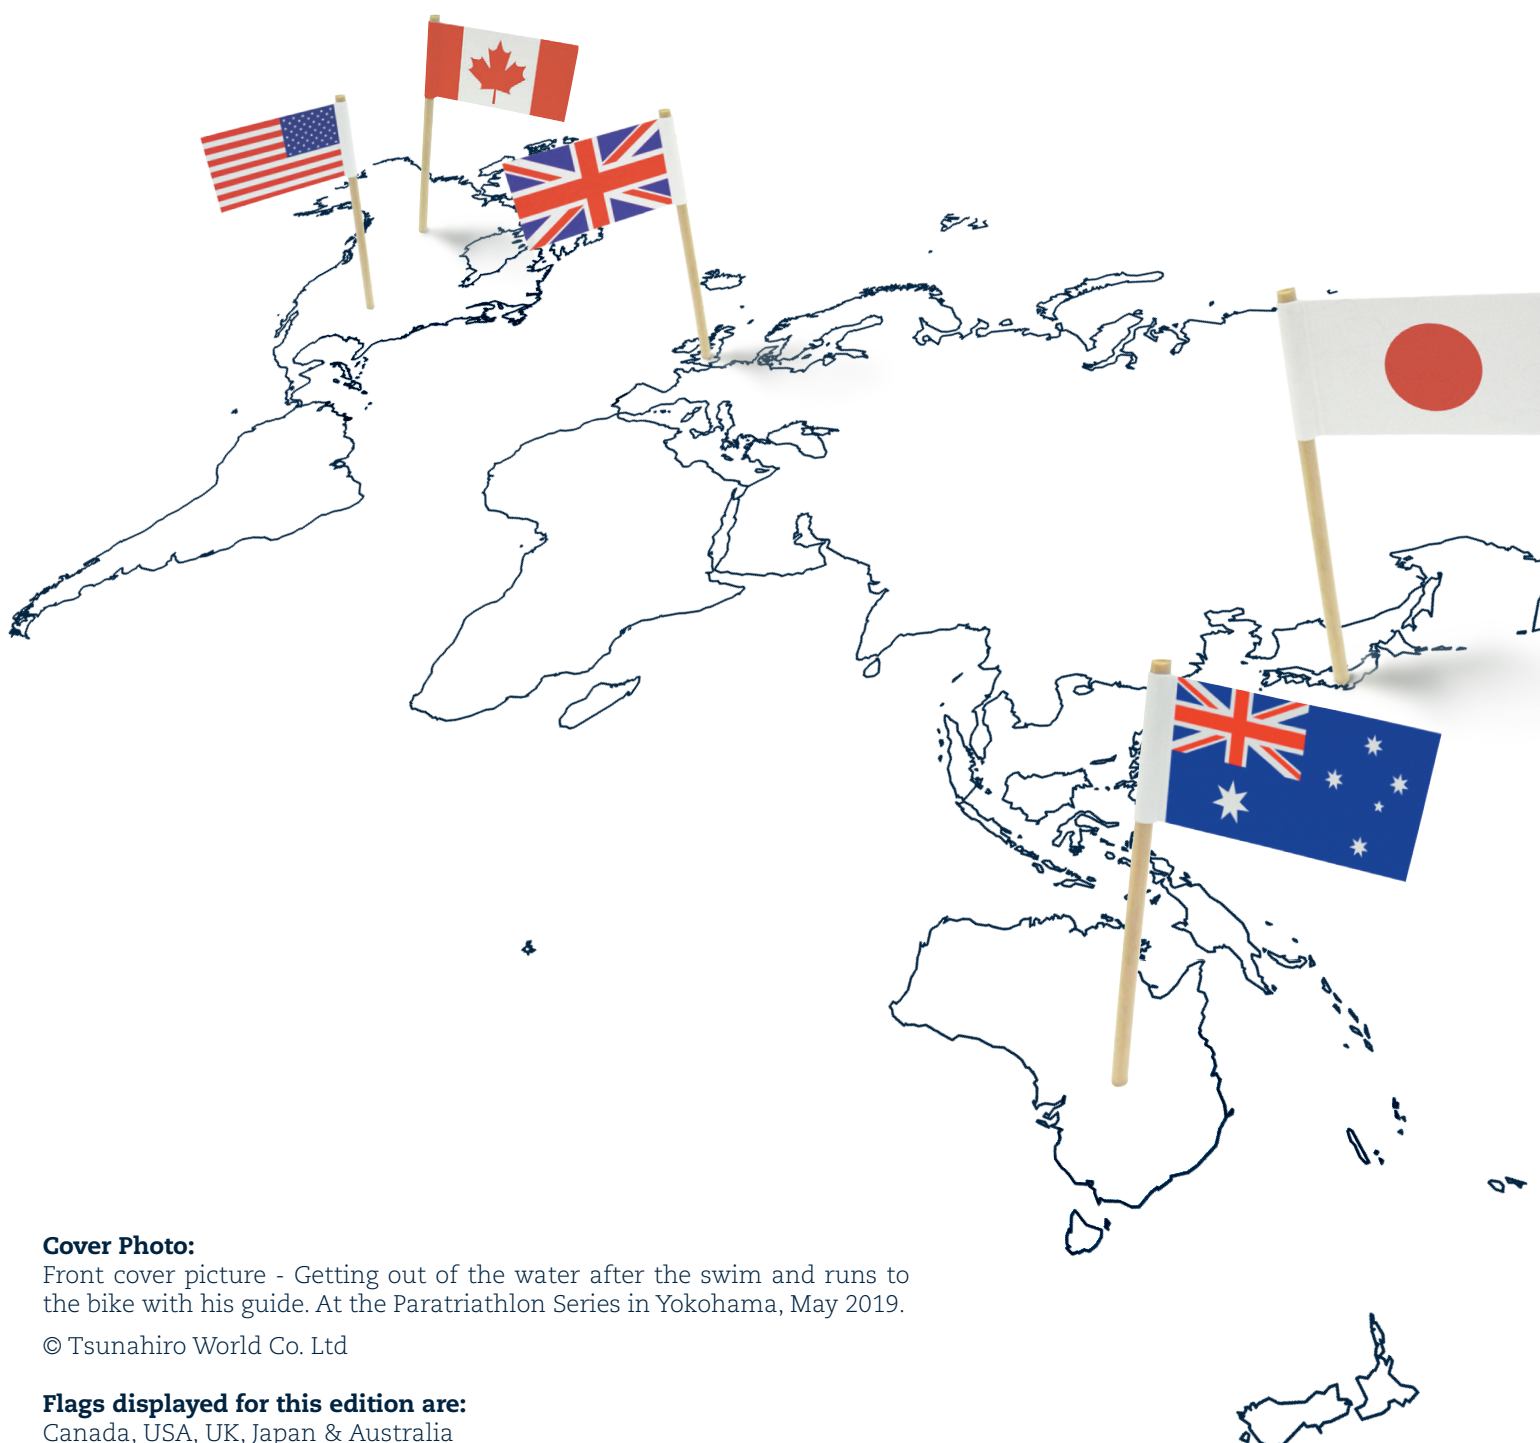 Cover Photo:
Front cover picture - Getting out of the water after the swim and runs to
the bike with his guide. At the Paratriathlon Series in Yokohama, May 2019.
© Tsunahiro World Co. Ltd
Flags displayed for this edition are:
Canada, USA, UK, Japan & Australia